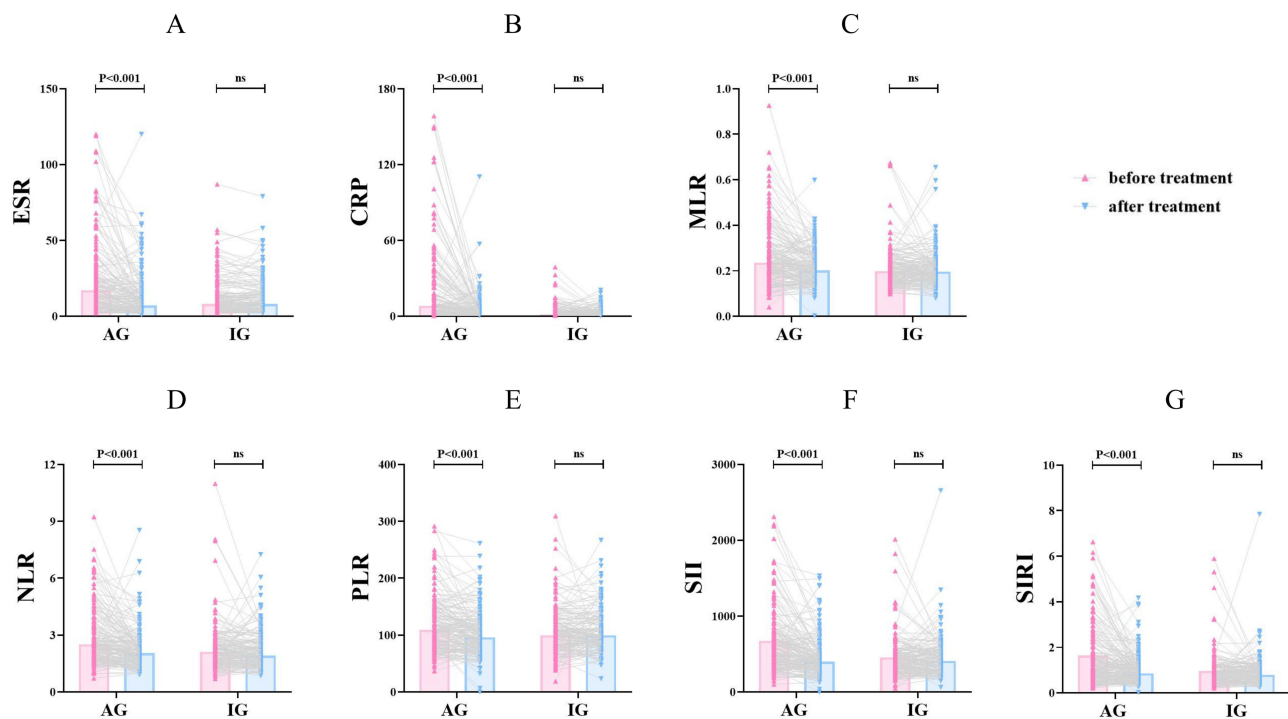 A
B
C
P<0.001
ns
150
100
50
0
ESR
AG
IG
P<0.001
ns
180
120
60
0
CRP
AG
IG
P<0.001
ns
1.0
0.8
0.6
0.4
0.2
0.0
MLR
AG
IG
before treatment
after treatment
D
E
F
G
P<0.001
ns
12
9
6
3
0
NLR
AG
IG
P<0.001
ns
400
300
200
100
0
PLR
AG
IG
P<0.001
ns
3000
2000
1000
0
SII
AG
IG
P<0.001
ns
10
8
6
4
2
0
SIRI
AG
IG